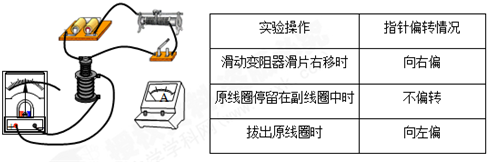 实验操作 指针偏转情况
滑动变阻器滑片右移时 向右偏
原线圈停留在副线圈中时 不偏转
拔出原线圈时 向左偏
A